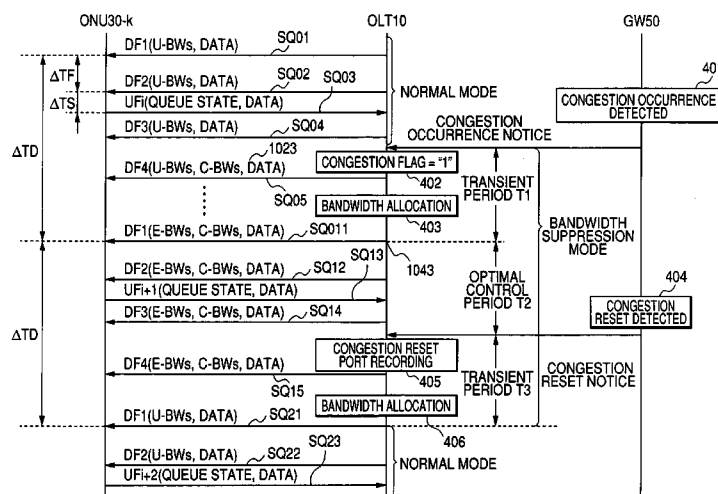 ONU30-k OLT10 GW50
DF1(U-BWs, DATA) SQ01
ΔTF
DF2(U-BWs, DATA) SQ02 SQ03
ΔTS
UFi(QUEUE STATE, DATA)
NORMAL MODE
40
CONGESTION OCCURRENCE
DETECTED
DF3(U-BWs, DATA) SQ04
CONGESTION
OCCURRENCE NOTICE
ΔTD
1023
CONGESTION FLAG = "1"
DF4(U-BWs, C-BWs, DATA)
402
SQ05
TRANSIENT
PERIOD T1
BANDWIDTH ALLOCATION
403
BANDWIDTH
SUPPRESSION
MODE
DF1(E-BWs, C-BWs, DATA) SQ011
1043
DF2(E-BWs, C-BWs, DATA) SQ12 SQ13
OPTIMAL
CONTROL
PERIOD T2
404
UFi+1(QUEUE STATE, DATA)
CONGESTION
RESET DETECTED
DF3(E-BWs, C-BWs, DATA) SQ14
ΔTD
CONGESTION RESET
PORT RECORDING
405
DF4(E-BWs, C-BWs, DATA)
SQ15
TRANSIENT
PERIOD T3
CONGESTION
RESET NOTICE
BANDWIDTH ALLOCATION
406
DF1(U-BWs, DATA) SQ21
DF2(U-BWs, DATA) SQ22 SQ23
NORMAL MODE
UFi+2(QUEUE STATE, DATA)